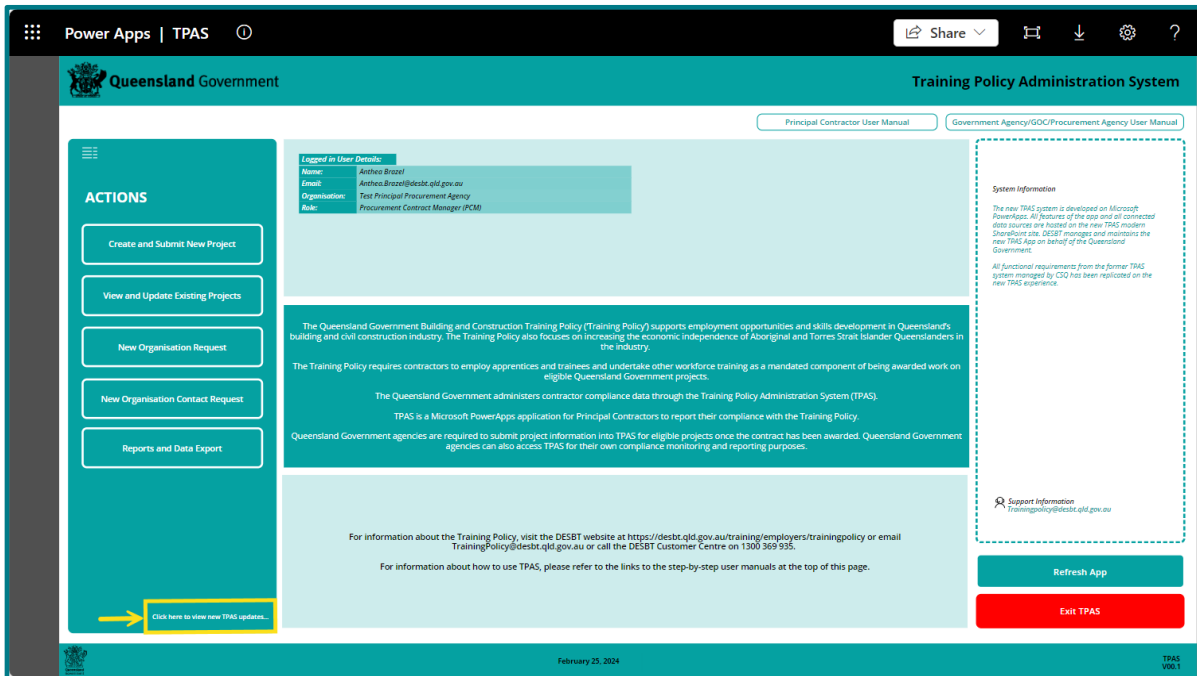 Power Apps | TPAS
Share
Queensland Government
Training Policy Administration System
Principal Contractor User Manual
Government Agency/GOC/Procurement Agency User Manual
ACTIONS
Create and Submit New Project
View and Update Existing Projects
New Organisation Request
New Organisation Contact Request
Reports and Data Export
Click here to view new TPAS updates...
Logged in User Details:
Name: Anthea Brazel
Email: Anthea.Brazel@desbt.qld.gov.au
Organisation: Test Principal Procurement Agency
Role: Procurement Contract Manager (PCM)
The Queensland Government Building and Construction Training Policy ('Training Policy') supports employment opportunities and skills development in Queensland's
building and civil construction industry. The Training Policy also focuses on increasing the economic independence of Aboriginal and Torres Strait Islander Queenslanders in
the industry.
The Training Policy requires contractors to employ apprentices and trainees and undertake other workforce training as a mandated component of being awarded work on
eligible Queensland Government projects.
The Queensland Government administers contractor compliance data through the Training Policy Administration System (TPAS).
TPAS is a Microsoft PowerApps application for Principal Contractors to report their compliance with the Training Policy.
Queensland Government agencies are required to submit project information into TPAS for eligible projects once the contract has been awarded. Queensland Government
agencies can also access TPAS for their own compliance monitoring and reporting purposes.
For information about the Training Policy, visit the DESBT website at https://desbt.qld.gov.au/training/employers/trainingpolicy or email
TrainingPolicy@desbt.qld.gov.au or call the DESBT Customer Centre on 1300 369 935.
For information about how to use TPAS, please refer to the links to the step-by-step user manuals at the top of this page.
System Information
The new TPAS system is developed on Microsoft
PowerApps. All features of the app and all connected
data sources are hosted on the new TPAS modern
SharePoint site. DESBT manages and maintains the
new TPAS App on behalf of the Queensland
Government.
All functional requirements from the former TPAS
system managed by CSQ has been replicated on the
new TPAS experience.
Support Information
Trainingpolicy@desbt.qld.gov.au
Refresh App
Exit TPAS
February 25, 2024
TPAS
V00.1